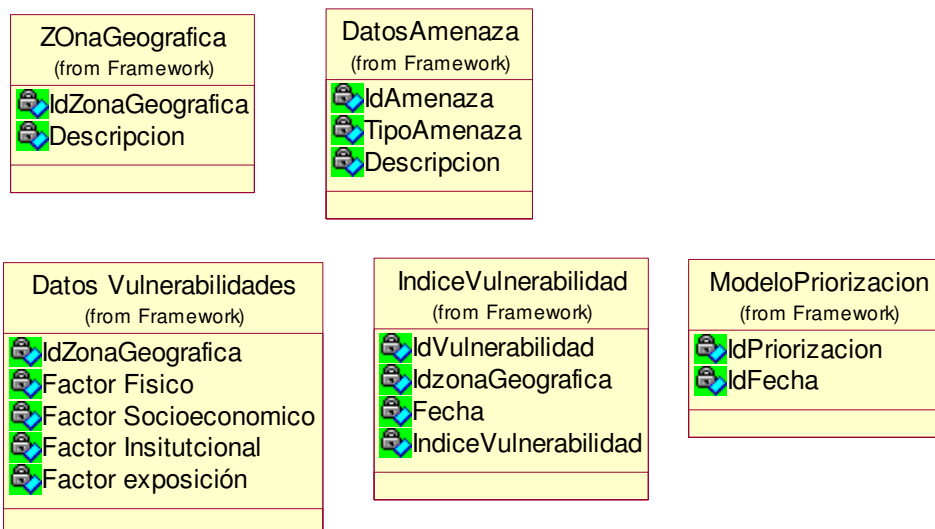 ZOnaGeografica
(from Framework)
IdZonaGeografica
Descripcion
DatosAmenaza
(from Framework)
IdAmenaza
TipoAmenaza
Descripcion
Datos Vulnerabilidades
(from Framework)
IdZonaGeografica
Factor Fisico
Factor Socioeconomico
Factor Insitutcional
Factor exposición
IndiceVulnerabilidad
(from Framework)
IdVulnerabilidad
IdzonaGeografica
Fecha
IndiceVulnerabilidad
ModeloPriorizacion
(from Framework)
IdPriorizacion
IdFecha